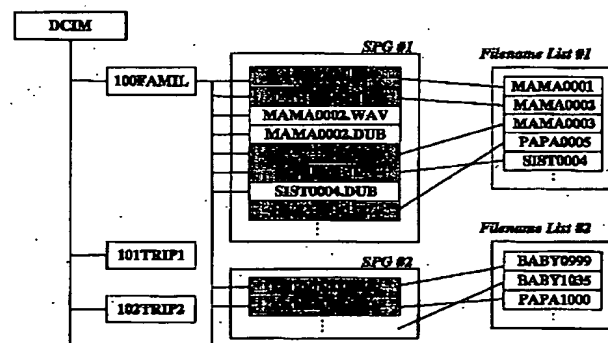 DCIM
SPG #1
Filename List #1
100FAMIL
MAMA0001
MAMA0002
MAMA0002.WAV
MAMA0003
MAMA0002.DUB
PAPA0005
SIST0004
SIST0004.DUB
101TRIP1
SPG #2
Filename List #2
BABY0999
BABY1035
102TRIP2
PAPA1000